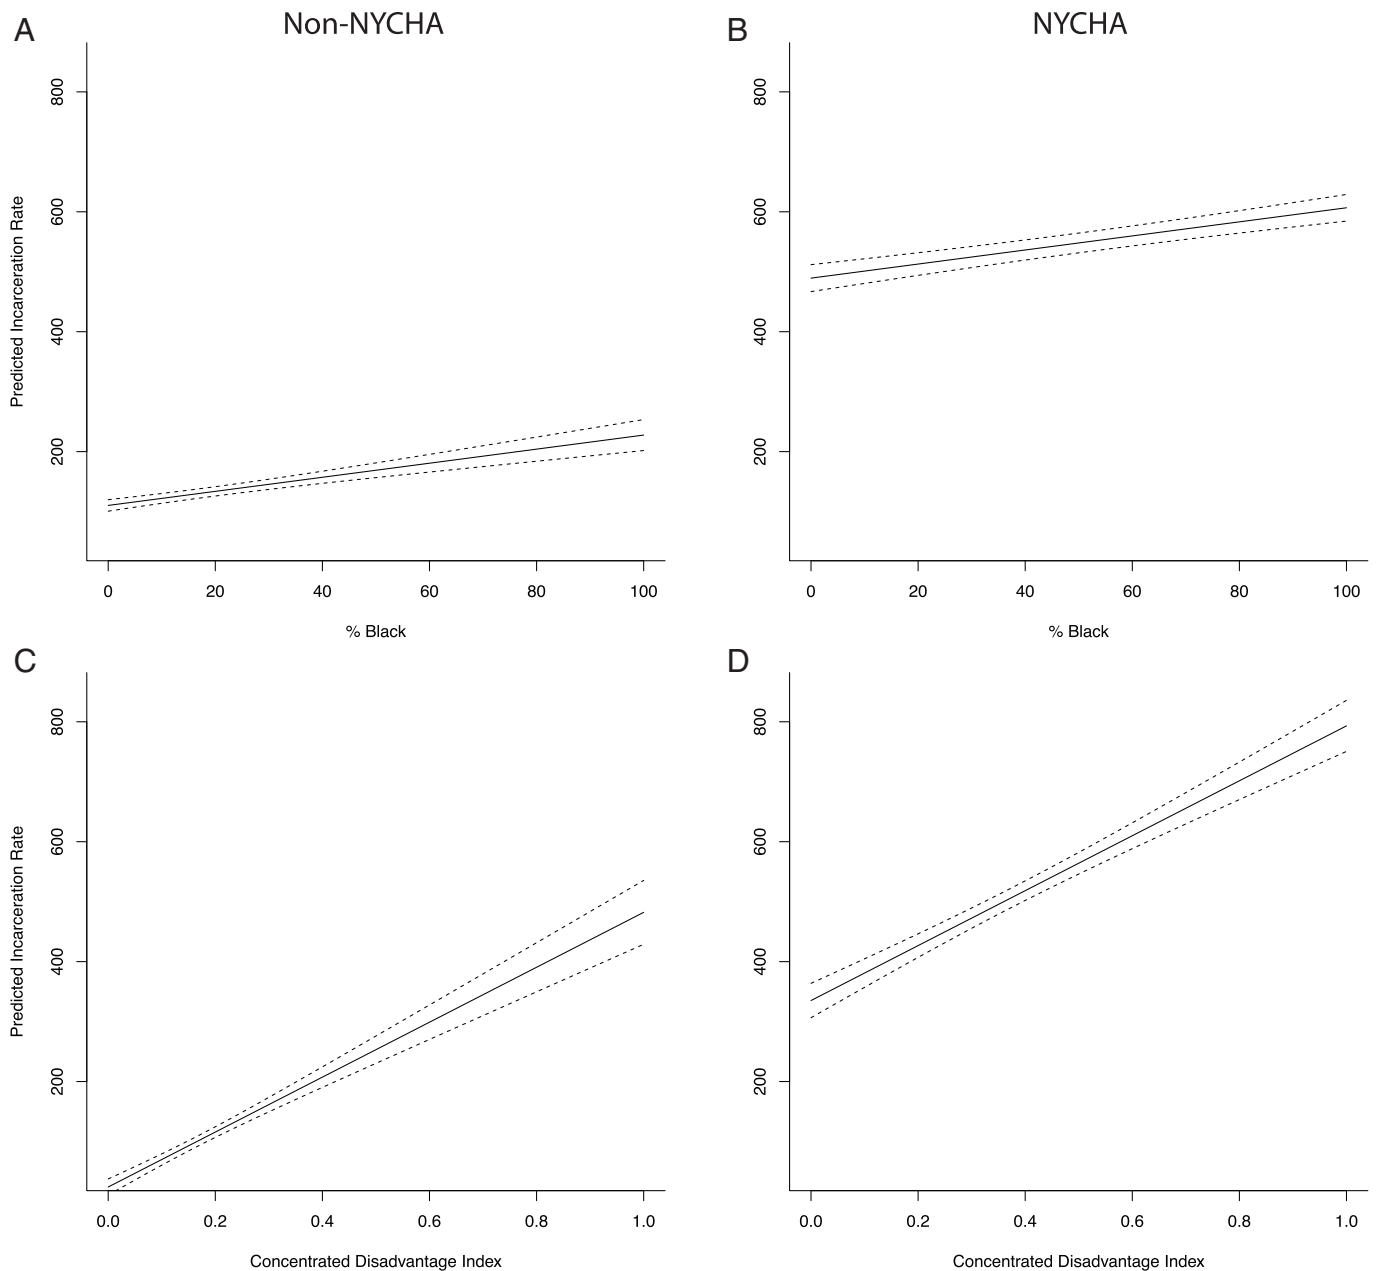 A
Non-NYCHA
B
NYCHA
Predicted Incarceration Rate
800
600
400
200
0 20 40 60 80 100
% Black
800
600
400
200
0 20 40 60 80 100
% Black
C
D
Predicted Incarceration Rate
800
600
400
200
0.0 0.2 0.4 0.6 0.8 1.0
Concentrated Disadvantage Index
800
600
400
200
0.0 0.2 0.4 0.6 0.8 1.0
Concentrated Disadvantage Index